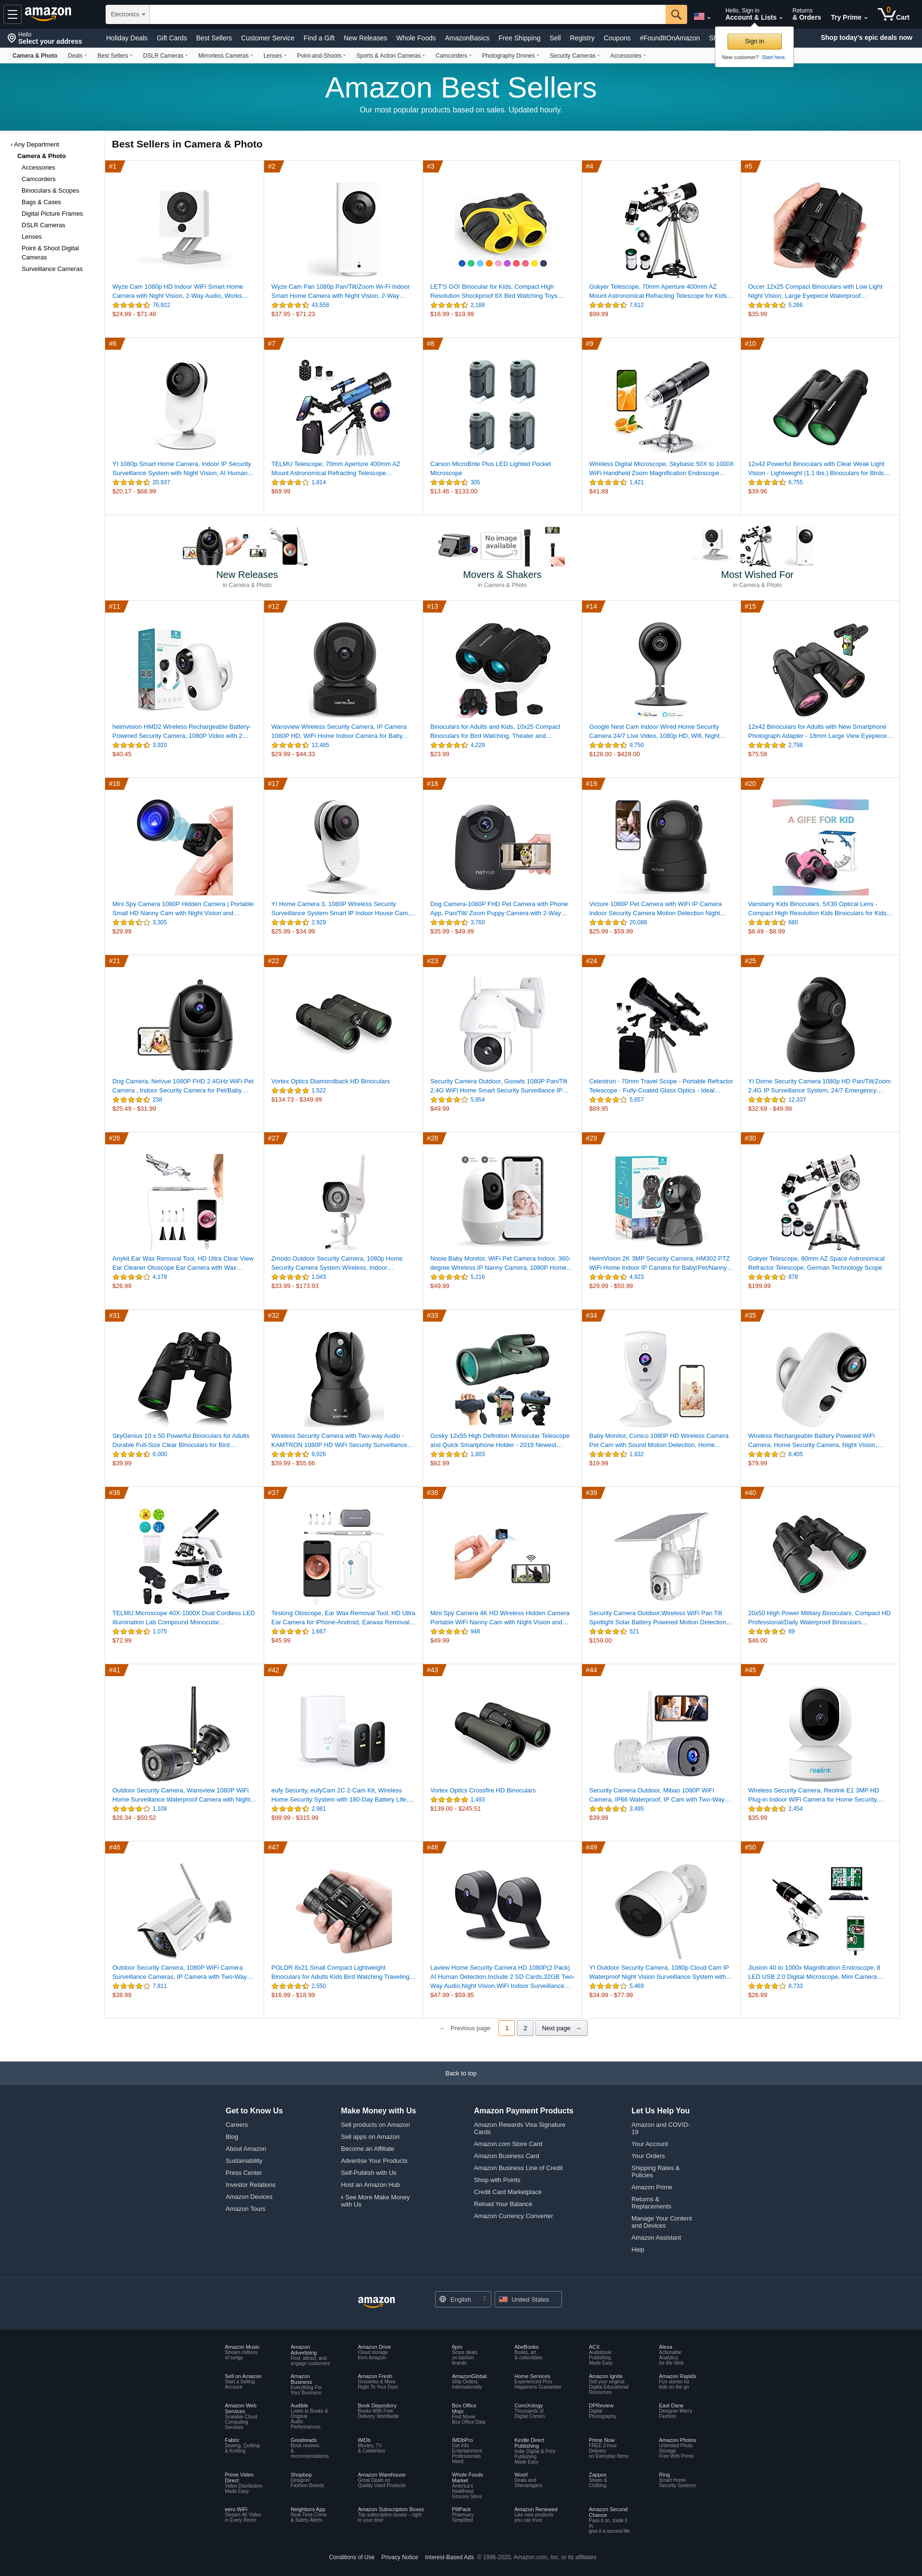 amazon
Electronics
Hello, Sign in
Account & Lists
Returns
& Orders
Try Prime
0
Cart
Hello
Select your address
Holiday Deals Gift Cards Best Sellers Customer Service Find a Gift New Releases Whole Foods AmazonBasics Free Shipping Sell Registry Coupons #FoundItOnAmazon
Shop today's epic deals now
Sign in
New customer? Start here.
Camera & Photo Deals Best Sellers DSLR Cameras Mirrorless Cameras Lenses Point-and-Shoots Sports & Action Cameras Camcorders Photography Drones Security Cameras Accessories
Amazon Best Sellers
Our most popular products based on sales. Updated hourly.
‹ Any Department
Camera & Photo
Accessories
Camcorders
Binoculars & Scopes
Bags & Cases
Digital Picture Frames
DSLR Cameras
Lenses
Point & Shoot Digital
Cameras
Surveillance Cameras
Best Sellers in Camera & Photo
#1
Wyze Cam 1080p HD Indoor WiFi Smart Home
Camera with Night Vision, 2-Way Audio, Works…
76,922
$24.99 - $71.48
#2
Wyze Cam Pan 1080p Pan/Tilt/Zoom Wi-Fi Indoor
Smart Home Camera with Night Vision, 2-Way…
43,558
$37.95 - $71.23
#3
LET'S GO! Binocular for Kids, Compact High
Resolution Shockproof 8X Bird Watching Toys…
2,188
$16.99 - $19.99
#4
Gskyer Telescope, 70mm Aperture 400mm AZ
Mount Astronomical Refracting Telescope for Kids…
7,612
$99.99
#5
Occer 12x25 Compact Binoculars with Low Light
Night Vision, Large Eyepiece Waterproof…
5,266
$35.99
#6
YI 1080p Smart Home Camera, Indoor IP Security
Surveillance System with Night Vision, AI Human…
20,937
$20.17 - $68.99
#7
TELMU Telescope, 70mm Aperture 400mm AZ
Mount Astronomical Refracting Telescope…
1,814
$69.99
#8
Carson MicroBrite Plus LED Lighted Pocket
Microscope
305
$13.46 - $133.00
#9
Wireless Digital Microscope, Skybasic 50X to 1000X
WiFi Handheld Zoom Magnification Endoscope…
1,421
$41.89
#10
12x42 Powerful Binoculars with Clear Weak Light
Vision - Lightweight (1.1 lbs.) Binoculars for Birds…
6,755
$39.96
New Releases
in Camera & Photo
No image
available
Movers & Shakers
in Camera & Photo
Most Wished For
in Camera & Photo
#11
heimvision HMD2 Wireless Rechargeable Battery-
Powered Security Camera, 1080P Video with 2…
3,920
$40.45
#12
Wansview Wireless Security Camera, IP Camera
1080P HD, WiFi Home Indoor Camera for Baby…
12,485
$29.99 - $44.33
#13
Binoculars for Adults and Kids, 10x25 Compact
Binoculars for Bird Watching, Theater and…
4,229
$23.99
#14
Google Nest Cam Indoor Wired Home Security
Camera 24/7 Live Video, 1080p HD, Wifi, Night…
9,750
$128.00 - $429.00
#15
12x42 Binoculars for Adults with New Smartphone
Photograph Adapter - 18mm Large View Eyepiece…
2,798
$75.56
#16
Mini Spy Camera 1080P Hidden Camera | Portable
Small HD Nanny Cam with Night Vision and…
3,305
$29.99
#17
YI Home Camera 3, 1080P Wireless Security
Surveillance System Smart IP Indoor House Cam,…
2,929
$25.99 - $34.99
#18
netvue
Dog Camera-1080P FHD Pet Camera with Phone
App, Pan/Tilt/ Zoom Puppy Camera with 2-Way…
3,760
$35.99 - $49.99
#19
Victure
Victure 1080P Pet Camera with WiFi IP Camera
Indoor Security Camera Motion Detection Night…
20,088
$25.99 - $59.99
#20
A GIFE FOR KID
Vanstarry Kids Binoculars, 5X30 Optical Lens -
Compact High Resolution Kids Binoculars for Kids…
680
$8.49 - $8.99
#21
netvue
Dog Camera, Netvue 1080P FHD 2.4GHz WiFi Pet
Camera , Indoor Security Camera for Pet/Baby…
238
$25.49 - $31.99
#22
Vortex Optics Diamondback HD Binoculars
1,522
$134.73 - $349.99
#23
Security Camera Outdoor, Goowls 1080P Pan/Tilt
2.4G WiFi Home Smart Security Surveillance IP…
5,854
$49.99
#24
Celestron - 70mm Travel Scope - Portable Refractor
Telescope - Fully-Coated Glass Optics - Ideal…
5,657
$89.95
#25
YI Dome Security Camera 1080p HD Pan/Tilt/Zoom
2.4G IP Surveillance System, 24/7 Emergency…
12,337
$32.69 - $49.99
#26
Anykit Ear Wax Removal Tool, HD Ultra Clear View
Ear Cleaner Otoscope Ear Camera with Wax…
4,178
$26.99
#27
Zmodo Outdoor Security Camera, 1080p Home
Security Camera System Wireless, Indoor…
1,043
$33.99 - $173.93
#28
Nooie Baby Monitor, WiFi Pet Camera Indoor, 360-
degree Wireless IP Nanny Camera, 1080P Home…
5,216
$49.99
#29
HeimVision 2K 3MP Security Camera, HM302 PTZ
WiFi Home Indoor IP Camera for Baby/Pet/Nanny…
4,923
$29.99 - $50.99
#30
Gskyer Telescope, 80mm AZ Space Astronomical
Refractor Telescope, German Technology Scope
878
$199.99
#31
SkyGenius 10 x 50 Powerful Binoculars for Adults
Durable Full-Size Clear Binoculars for Bird…
6,000
$39.99
#32
Wireless Security Camera with Two-way Audio -
KAMTRON 1080P HD WiFi Security Surveillance…
9,026
$39.99 - $55.66
#33
Gosky 12x55 High Definition Monocular Telescope
and Quick Smartphone Holder - 2019 Newest…
1,803
$82.99
#34
Baby Monitor, Conico 1080P HD Wireless Camera
Pet Cam with Sound Motion Detection, Home…
1,832
$19.99
#35
Wireless Rechargeable Battery Powered WiFi
Camera, Home Security Camera, Night Vision,…
8,405
$79.99
#36
TELMU Microscope 40X-1000X Dual Cordless LED
Illumination Lab Compound Monocular…
1,075
$72.99
#37
Teslong Otoscope, Ear Wax Removal Tool, HD Ultra
Ear Camera for iPhone-Android, Earwax Removal…
1,667
$45.99
#38
Mini Spy Camera 4K HD Wireless Hidden Camera
Portable WiFi Nanny Cam with Night Vision and…
948
$49.99
#39
Security Camera Outdoor,Wireless WiFi Pan Tilt
Spotlight Solar Battery Powered Motion Detection…
521
$159.00
#40
20x50 High Power Military Binoculars, Compact HD
Professional/Daily Waterproof Binoculars…
89
$46.00
#41
Outdoor Security Camera, Wansview 1080P WiFi
Home Surveillance Waterproof Camera with Night…
1,108
$26.34 - $50.52
#42
eufy Security, eufyCam 2C 2-Cam Kit, Wireless
Home Security System with 180-Day Battery Life,…
2,981
$99.99 - $315.99
#43
Vortex Optics Crossfire HD Binoculars
1,493
$139.00 - $245.51
#44
Security Camera Outdoor, Mibao 1080P WiFi
Camera, IP66 Waterproof, IP Cam with Two-Way…
3,495
$39.99
#45
reolink
Wireless Security Camera, Reolink E1 3MP HD
Plug-in Indoor WiFi Camera for Home Security,…
2,454
$35.99
#46
Outdoor Security Camera, 1080P WiFi Camera
Surveillance Cameras, IP Camera with Two-Way…
7,811
$38.99
#47
POLDR 8x21 Small Compact Lightweight
Binoculars for Adults Kids Bird Watching Traveling…
2,550
$16.99 - $18.99
#48
Laview Home Security Camera HD 1080P(2 Pack)
AI Human Detection,Include 2 SD Cards,32GB Two-
Way Audio,Night Vision,WiFi Indoor Surveillance…
$47.99 - $59.95
#49
YI Outdoor Security Camera, 1080p Cloud Cam IP
Waterproof Night Vision Surveillance System with…
5,469
$34.99 - $77.99
#50
Jiusion 40 to 1000x Magnification Endoscope, 8
LED USB 2.0 Digital Microscope, Mini Camera…
8,733
$26.99
← Previous page 1 2 Next page →
Back to top
Get to Know Us
Careers
Blog
About Amazon
Sustainability
Press Center
Investor Relations
Amazon Devices
Amazon Tours
Make Money with Us
Sell products on Amazon
Sell apps on Amazon
Become an Affiliate
Advertise Your Products
Self-Publish with Us
Host an Amazon Hub
› See More Make Money
with Us
Amazon Payment Products
Amazon Rewards Visa Signature
Cards
Amazon.com Store Card
Amazon Business Card
Amazon Business Line of Credit
Shop with Points
Credit Card Marketplace
Reload Your Balance
Amazon Currency Converter
Let Us Help You
Amazon and COVID-
19
Your Account
Your Orders
Shipping Rates &
Policies
Amazon Prime
Returns &
Replacements
Manage Your Content
and Devices
Amazon Assistant
Help
amazon
English
United States
Amazon Music
Stream millions
of songs
Amazon
Advertising
Find, attract, and
engage customers
Amazon Drive
Cloud storage
from Amazon
6pm
Score deals
on fashion
brands
AbeBooks
Books, art
& collectibles
ACX
Audiobook
Publishing
Made Easy
Alexa
Actionable
Analytics
for the Web
Sell on Amazon
Start a Selling
Account
Amazon
Business
Everything For
Your Business
Amazon Fresh
Groceries & More
Right To Your Door
AmazonGlobal
Ship Orders
Internationally
Home Services
Experienced Pros
Happiness Guarantee
Amazon Ignite
Sell your original
Digital Educational
Resources
Amazon Rapids
Fun stories for
kids on the go
Amazon Web
Services
Scalable Cloud
Computing
Services
Audible
Listen to Books &
Original
Audio
Performances
Book Depository
Books With Free
Delivery Worldwide
Box Office
Mojo
Find Movie
Box Office Data
ComiXology
Thousands of
Digital Comics
DPReview
Digital
Photography
East Dane
Designer Men's
Fashion
Fabric
Sewing, Quilting
& Knitting
Goodreads
Book reviews
&
recommendations
IMDb
Movies, TV
& Celebrities
IMDbPro
Get Info
Entertainment
Professionals
Need
Kindle Direct
Publishing
Indie Digital & Print
Publishing
Made Easy
Prime Now
FREE 2-hour
Delivery
on Everyday Items
Amazon Photos
Unlimited Photo
Storage
Free With Prime
Prime Video
Direct
Video Distribution
Made Easy
Shopbop
Designer
Fashion Brands
Amazon Warehouse
Great Deals on
Quality Used Products
Whole Foods
Market
America's
Healthiest
Grocery Store
Woot!
Deals and
Shenanigans
Zappos
Shoes &
Clothing
Ring
Smart Home
Security Systems
eero WiFi
Stream 4K Video
in Every Room
Neighbors App
Real-Time Crime
& Safety Alerts
Amazon Subscription Boxes
Top subscription boxes – right
to your door
PillPack
Pharmacy
Simplified
Amazon Renewed
Like-new products
you can trust
Amazon Second
Chance
Pass it on, trade it
in,
give it a second life
Conditions of Use Privacy Notice Interest-Based Ads © 1996-2020, Amazon.com, Inc. or its affiliates